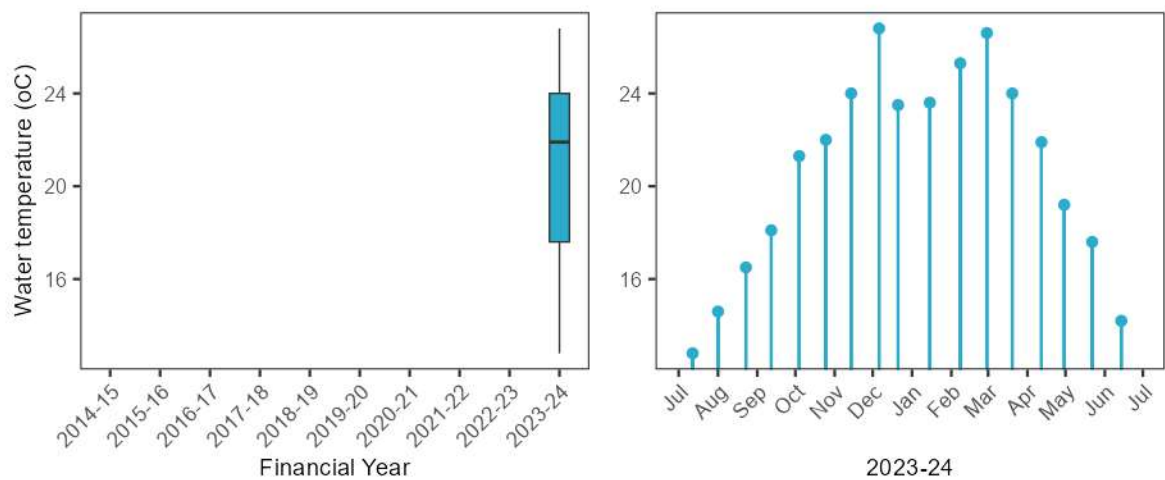 Water temperature (oC)
24
20
16
2014-15
2015-16
2016-17
2017-18
2018-19
2019-20
2020-21
2021-22
2022-23
2023-24
Financial Year
24
20
16
Jul
Aug
Sep
Oct
Nov
Dec
Jan
Feb
Mar
Apr
May
Jun
Jul
2023-24